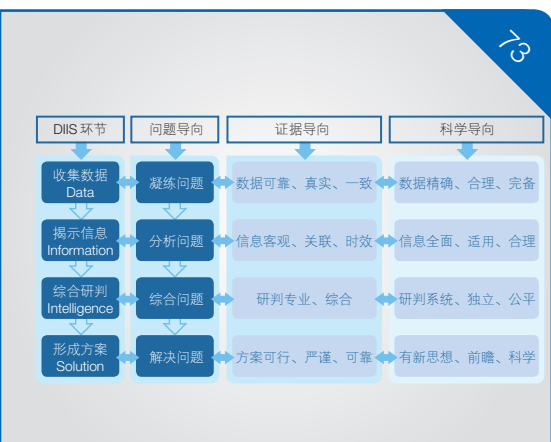 73
DIIS 环节 问题导向 证据导向 科学导向
收集数据
Data
凝练问题 数据可靠、真实、一致 数据精确、合理、完备
揭示信息
Information
分析问题 信息客观、关联、时效 信息全面、适用、合理
综合研判
Intelligence
综合问题 研判专业、综合 研判系统、独立、公平
形成方案
Solution
解决问题 方案可行、严谨、可靠 有新思想、前瞻、科学